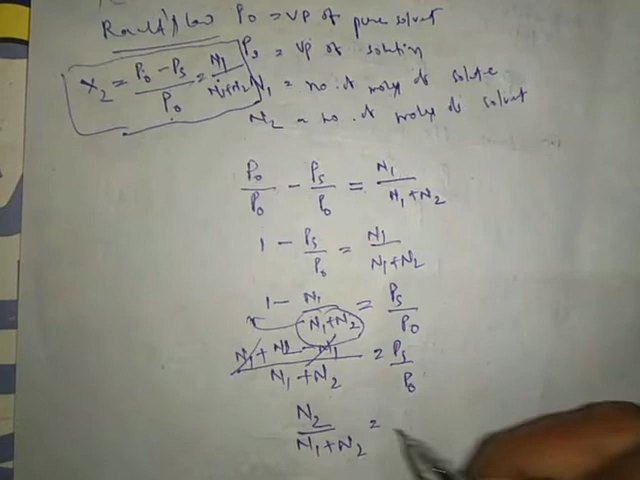 Raoult's law P₀ = VP of pure solvent
Ps = VP of solution
X₂ = P₀ - Ps / P₀ = N₁ / N₁+N₂
N₁ = no. of moles of solute
N₂ = no. of moles of solvent
P₀/P₀ - Ps/P₀ = N₁ / N₁+N₂
1 - Ps/P₀ = N₁ / N₁+N₂
1 - N₁ / N₁+N₂ = Ps/P₀
N₁ + N₂ - N₁ / N₁+N₂ = Ps/P₀
N₂ / N₁+N₂ =